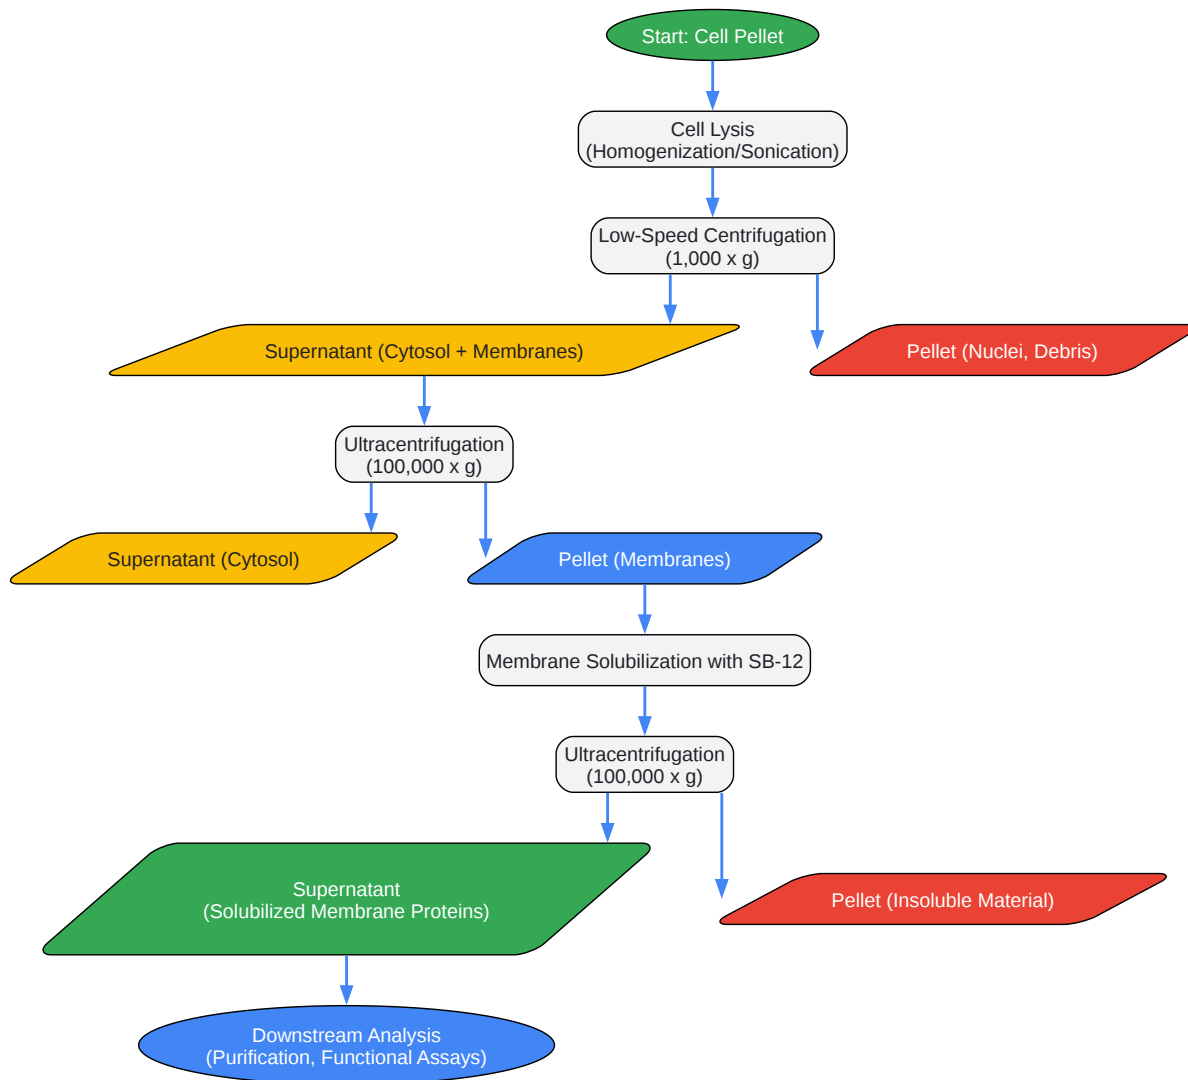 Start: Cell Pellet
Cell Lysis
(Homogenization/Sonication)
Low-Speed Centrifugation
(1,000 x g)
Supernatant (Cytosol + Membranes)
Pellet (Nuclei, Debris)
Ultracentrifugation
(100,000 x g)
Supernatant (Cytosol)
Pellet (Membranes)
Membrane Solubilization with SB-12
Ultracentrifugation
(100,000 x g)
Supernatant
(Solubilized Membrane Proteins)
Pellet (Insoluble Material)
Downstream Analysis
(Purification, Functional Assays)